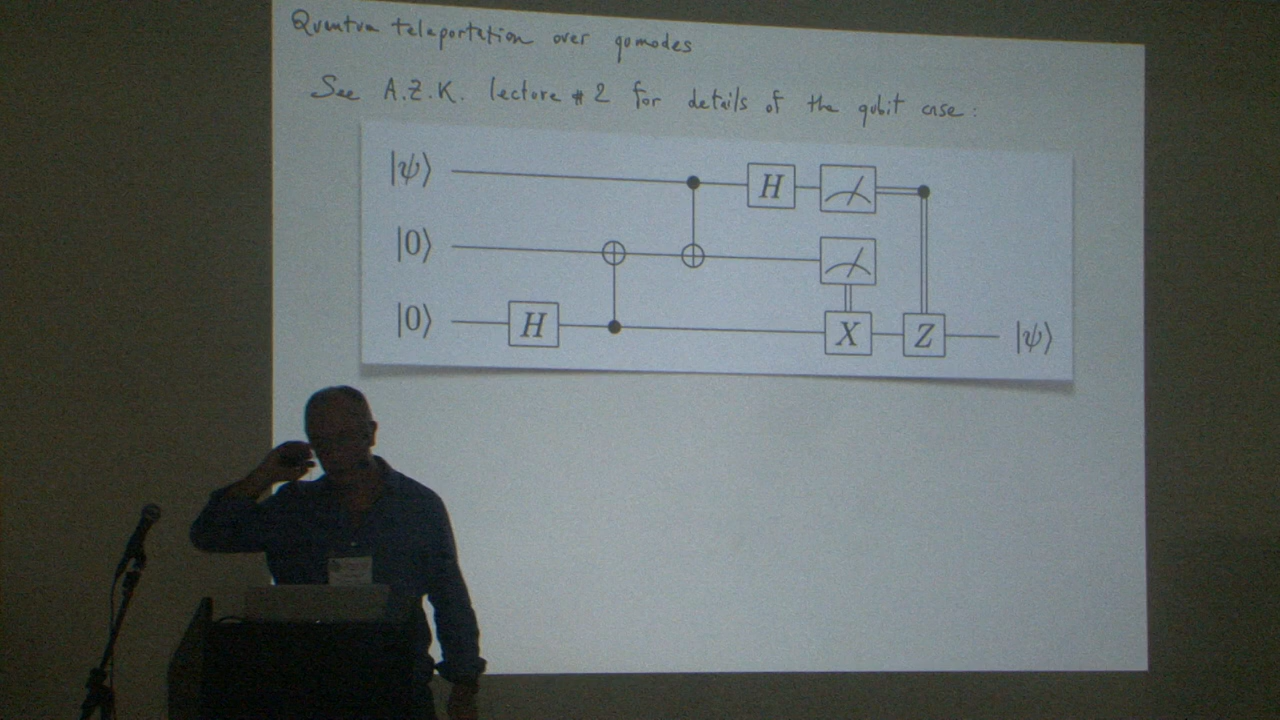 Quantum teleportation over qumodes
See A.Z.K. lecture #2 for details of the qubit case:
|ψ⟩ H
|0⟩
|0⟩ H X Z |ψ⟩